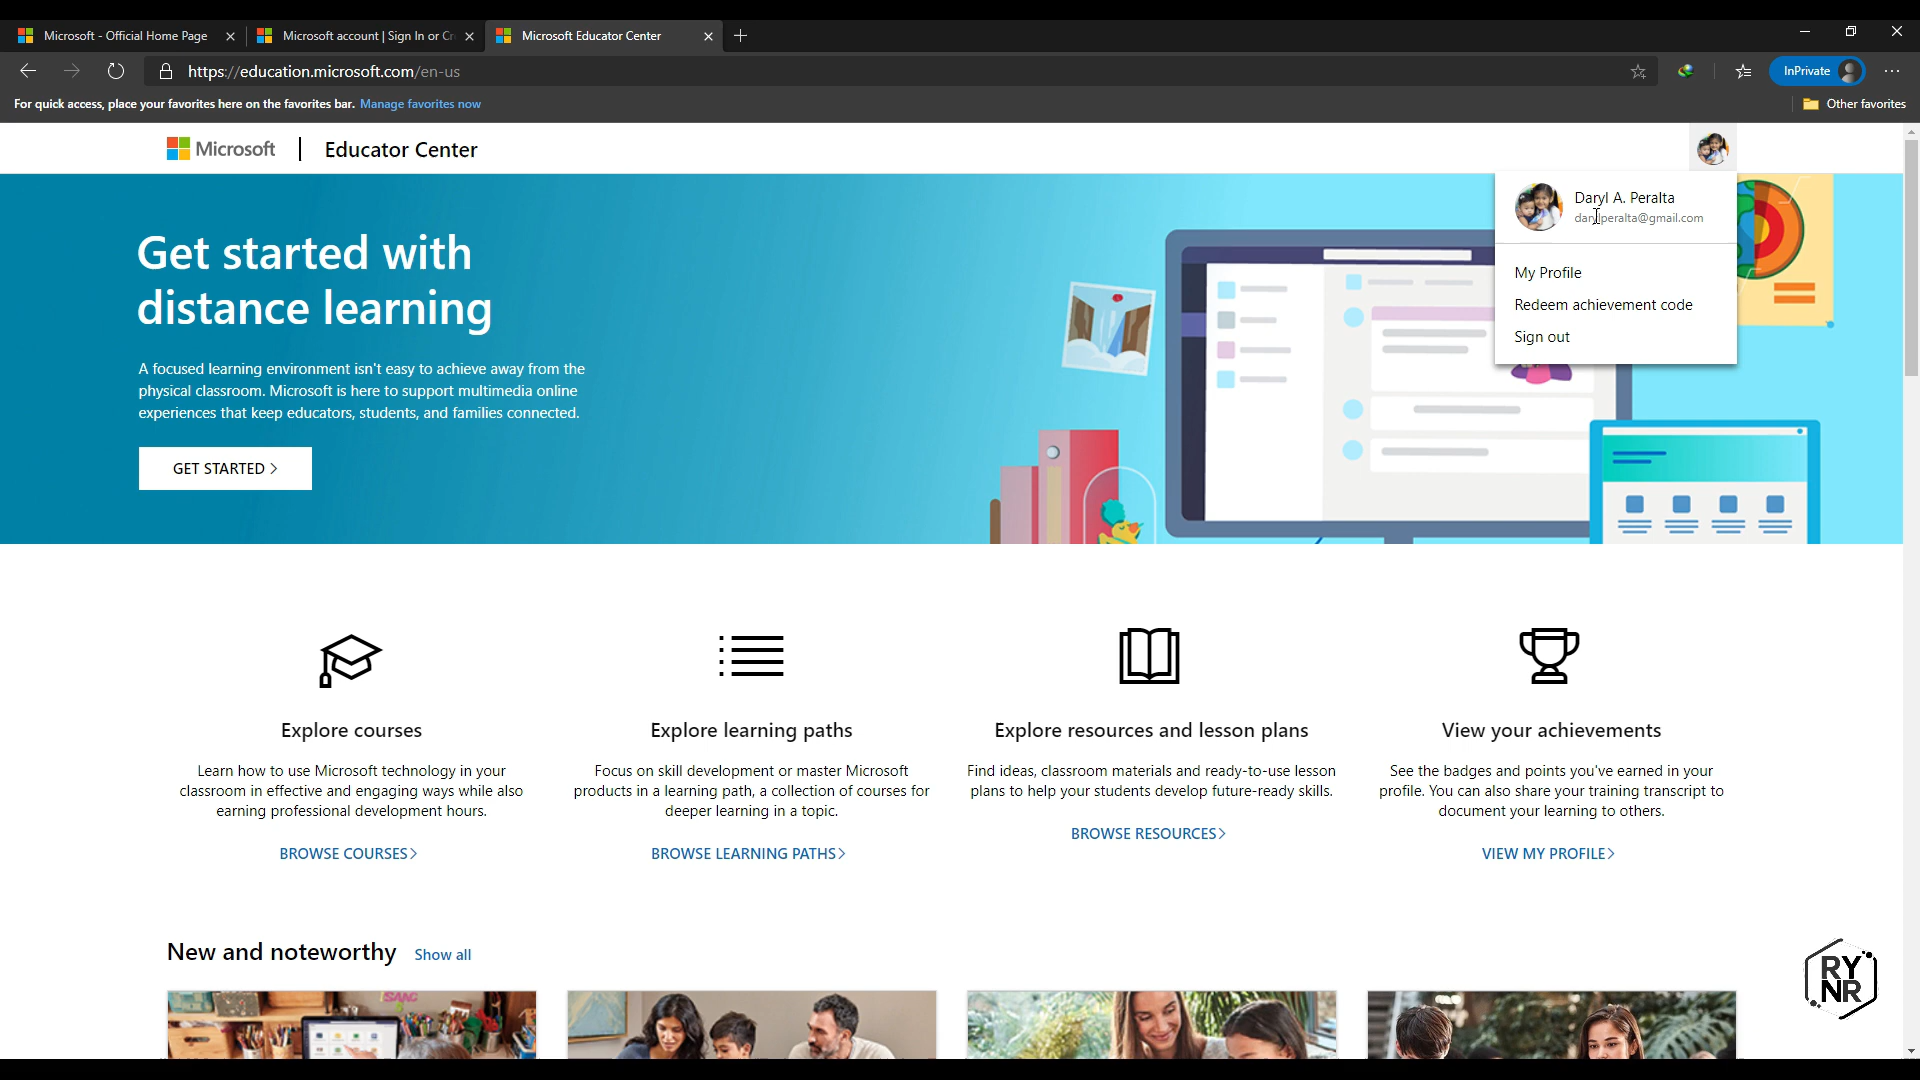 Microsoft - Official Home Page
Microsoft account | Sign In or Cr
Microsoft Educator Center
https://education.microsoft.com/en-us
InPrivate
For quick access, place your favorites here on the favorites bar. Manage favorites now
Other favorites
Microsoft | Educator Center
Daryl A. Peralta
darylperalta@gmail.com
My Profile
Redeem achievement code
Sign out
Get started with
distance learning
A focused learning environment isn't easy to achieve away from the
physical classroom. Microsoft is here to support multimedia online
experiences that keep educators, students, and families connected.
GET STARTED >
Explore courses
Learn how to use Microsoft technology in your
classroom in effective and engaging ways while also
earning professional development hours.
BROWSE COURSES>
Explore learning paths
Focus on skill development or master Microsoft
products in a learning path, a collection of courses for
deeper learning in a topic.
BROWSE LEARNING PATHS>
Explore resources and lesson plans
Find ideas, classroom materials and ready-to-use lesson
plans to help your students develop future-ready skills.
BROWSE RESOURCES>
View your achievements
See the badges and points you've earned in your
profile. You can also share your training transcript to
document your learning to others.
VIEW MY PROFILE>
New and noteworthy Show all
RY
NR